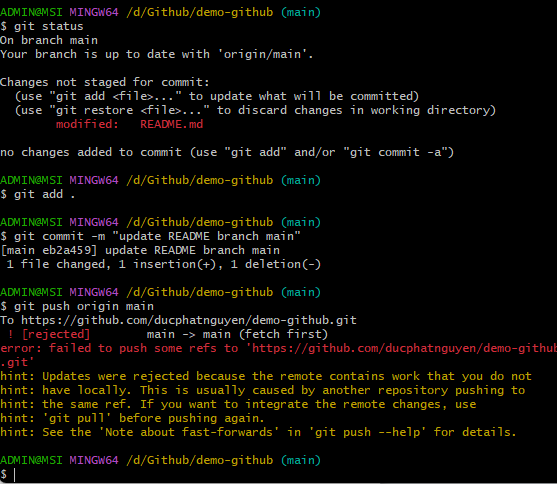 ADMIN@MSI MINGW64 /d/Github/demo-github (main)
$ git status
On branch main
Your branch is up to date with 'origin/main'.
Changes not staged for commit:
(use "git add <file>..." to update what will be committed)
(use "git restore <file>..." to discard changes in working directory)
modified: README.md
no changes added to commit (use "git add" and/or "git commit -a")
ADMIN@MSI MINGW64 /d/Github/demo-github (main)
$ git add .
ADMIN@MSI MINGW64 /d/Github/demo-github (main)
$ git commit -m "update README branch main"
[main eb2a459] update README branch main
1 file changed, 1 insertion(+), 1 deletion(-)
ADMIN@MSI MINGW64 /d/Github/demo-github (main)
$ git push origin main
To https://github.com/ducphatnguyen/demo-github.git
! [rejected] main -> main (fetch first)
error: failed to push some refs to 'https://github.com/ducphatnguyen/demo-github
.git'
hint: Updates were rejected because the remote contains work that you do not
hint: have locally. This is usually caused by another repository pushing to
hint: the same ref. If you want to integrate the remote changes, use
hint: 'git pull' before pushing again.
hint: See the 'Note about fast-forwards' in 'git push --help' for details.
ADMIN@MSI MINGW64 /d/Github/demo-github (main)
$